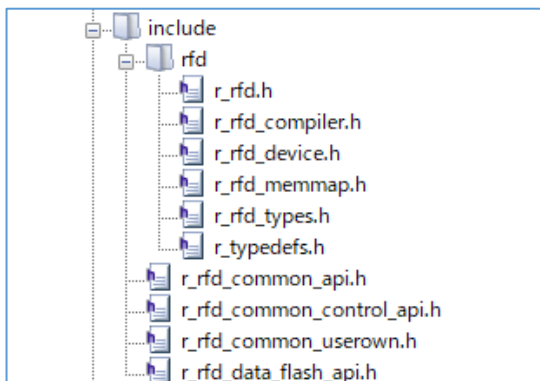 include
rfd
r_rfd.h
r_rfd_compiler.h
r_rfd_device.h
r_rfd_memmap.h
r_rfd_types.h
r_typedefs.h
r_rfd_common_api.h
r_rfd_common_control_api.h
r_rfd_common_userown.h
r_rfd_data_flash_api.h